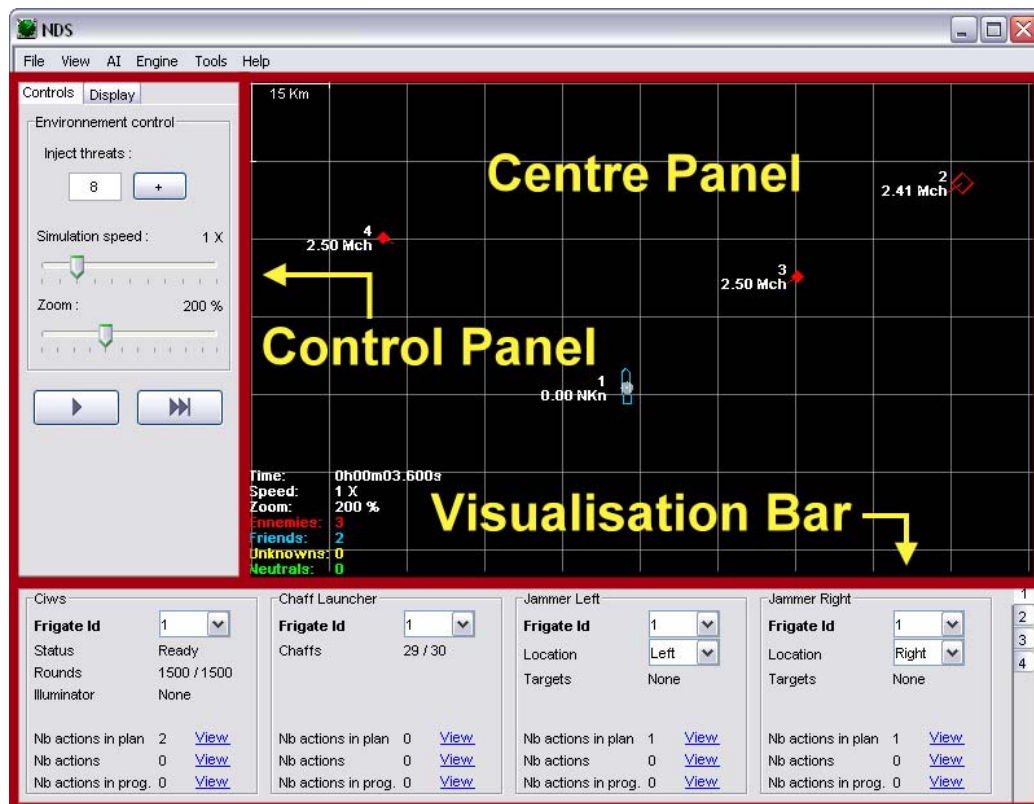 NDS
File View AI Engine Tools Help
Controls Display
Environnement control
Inject threats :
8 +
Simulation speed : 1 X
Zoom : 200 %
15 Km
Centre Panel
2
2.41 Mch
4
2.50 Mch
3
2.50 Mch
Control Panel
1
0.00 NKn
Time: 0h00m03.600s
Speed: 1 X
Zoom: 200 %
Ennemies: 3
Friends: 2
Unknowns: 0
Neutrals: 0
Visualisation Bar
Ciws
Frigate Id 1
Status Ready
Rounds 1500 / 1500
Illuminator None
Nb actions in plan 2 View
Nb actions 0 View
Nb actions in prog. 0 View
Chaff Launcher
Frigate Id 1
Chaffs 29 / 30
Nb actions in plan 0 View
Nb actions 0 View
Nb actions in prog. 0 View
Jammer Left
Frigate Id 1
Location Left
Targets None
Nb actions in plan 1 View
Nb actions 0 View
Nb actions in prog. 0 View
Jammer Right
Frigate Id 1
Location Right
Targets None
Nb actions in plan 1 View
Nb actions 0 View
Nb actions in prog. 0 View
1
2
3
4